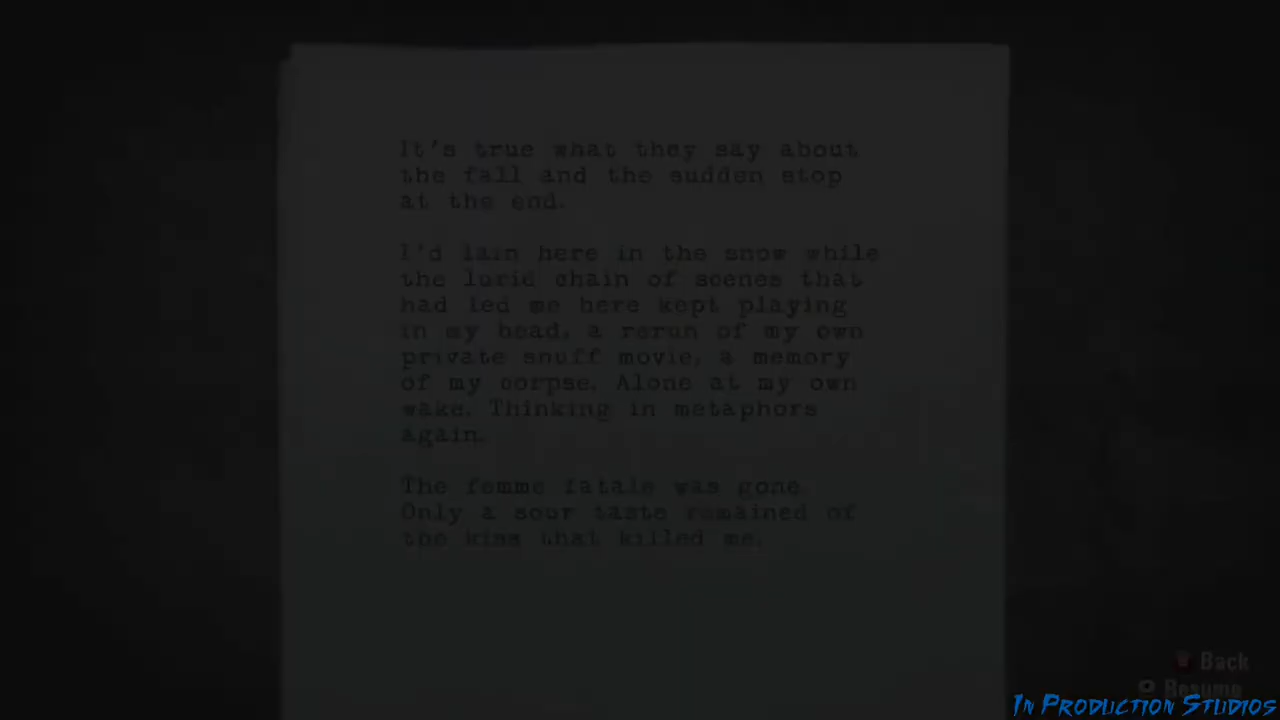 It's true what they say about
the fall and the sudden stop
at the end.
I'd lain here in the snow while
the lurid chain of scenes that
had led me here kept playing
in my head, a rerun of my own
private snuff movie, a memory
of my corpse. Alone at my own
wake. Thinking in metaphors
again.
The femme fatale was gone.
Only a sour taste remained of
the kiss that killed me.
Back
Resume
In Production Studios